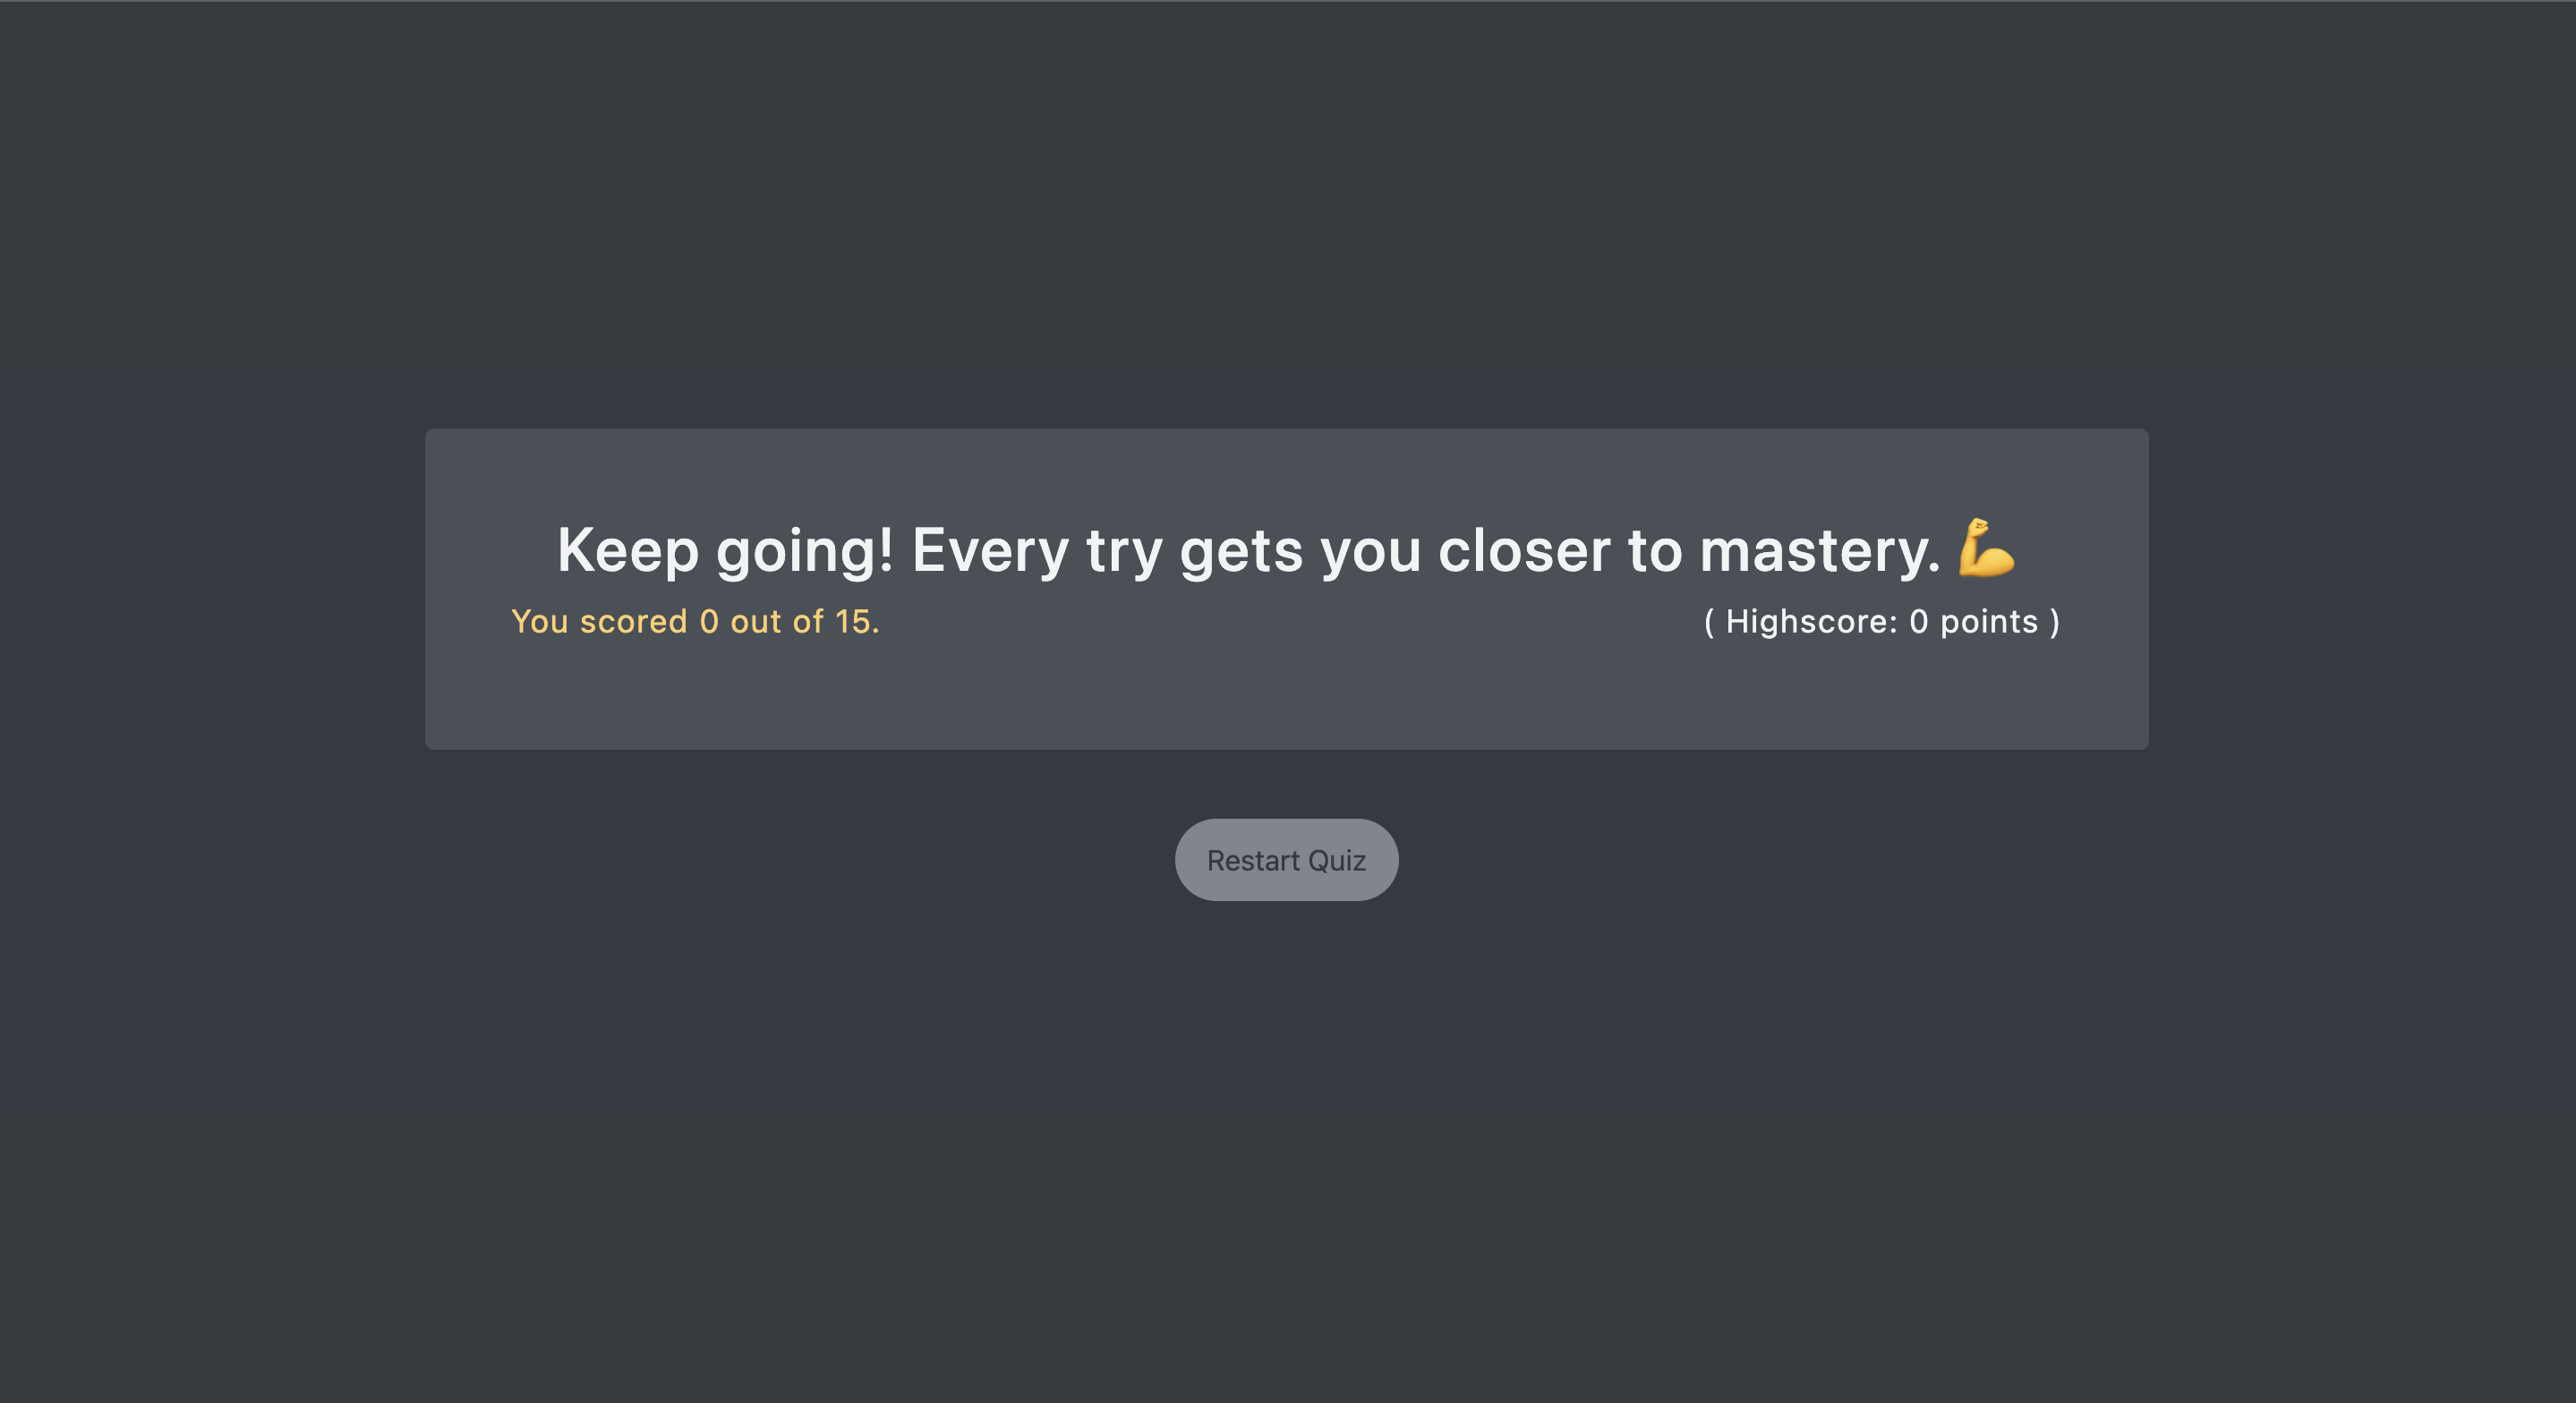 Keep going! Every try gets you closer to mastery. 💪
You scored 0 out of 15.
( Highscore: 0 points )
Restart Quiz